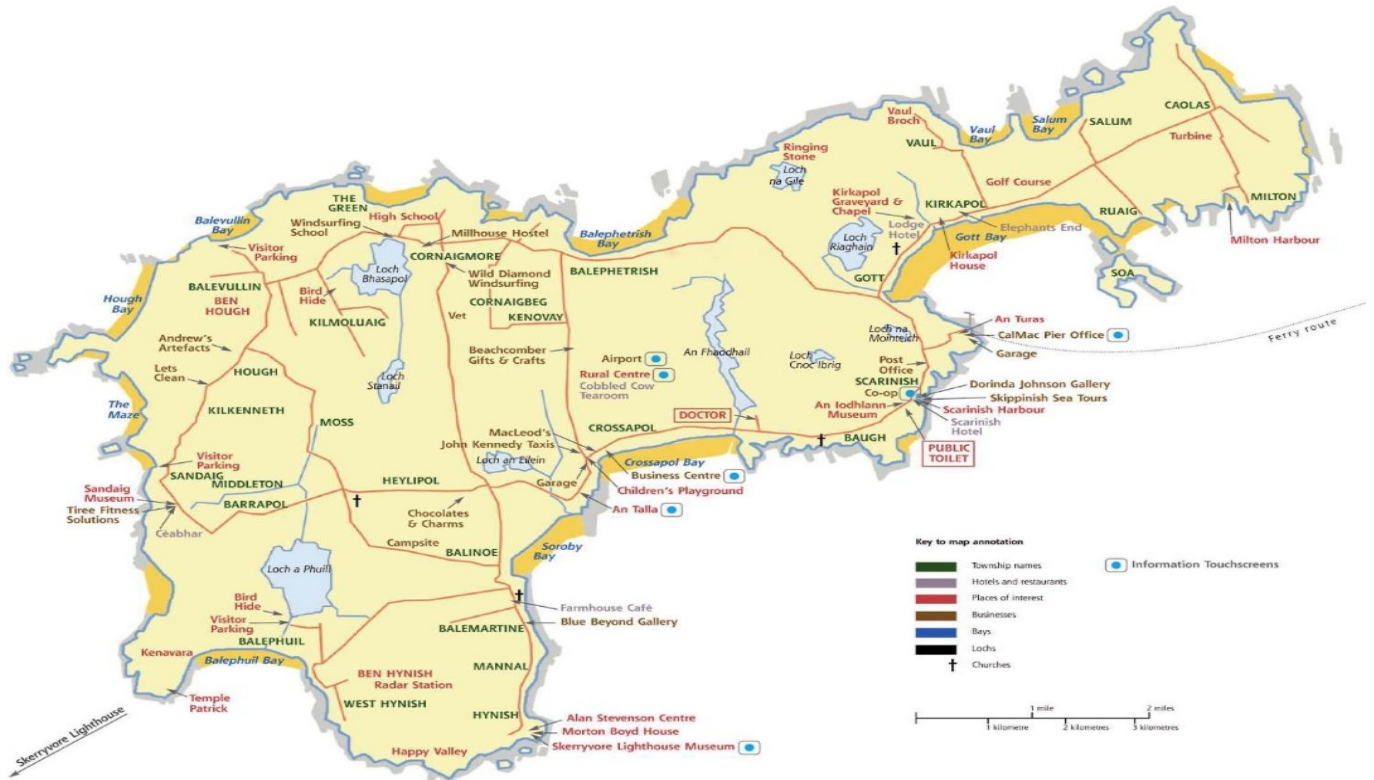 CAOLAS
Turbine
SALUM
Salum
Bay
Vaul
Bay
Vaul
Broch
VAUL
Ringing
Stone
Loch
na Gile
Golf Course
MILTON
Milton Harbour
RUAIG
SOA
Kirkapol
Graveyard &
Chapel
KIRKAPOL
Lodge
Hotel
Elephants End
Gott Bay
Kirkapol
House
Loch
Riaghain
GOTT
THE
GREEN
High School
Windsurfing
School
Millhouse Hostel
Balevullin
Bay
Visitor
Parking
Balephetrish
Bay
CORNAIGMORE
BALEPHETRISH
Loch
Bhasapol
Wild Diamond
Windsurfing
BALEVULLIN
BEN
HOUGH
Bird
Hide
KILMOLUAIG
CORNAIGBEG
KENOVAY
Vet
Hough
Bay
Andrew's
Artefacts
Lets
Clean
HOUGH
Beachcomber
Gifts & Crafts
Airport
Rural Centre
Cobbled Cow
Tearoom
An Fhaodhail
Loch
Cnoc Ibrig
Loch na
Mointeich
An Turas
CalMac Pier Office
Garage
Ferry route
Post
Office
SCARINISH
Co-op
Dorinda Johnson Gallery
Skippinish Sea Tours
An Iodhlann
Museum
Scarinish Harbour
Scarinish
Hotel
PUBLIC
TOILET
BAUGH
DOCTOR
CROSSAPOL
Crossapol Bay
Loch
Stanail
The
Maze
KILKENNETH
MOSS
MacLeod's
John Kennedy Taxis
Loch an Eilein
Garage
Business Centre
Children's Playground
An Talla
Visitor
Parking
SANDAIG
MIDDLETON
HEYLIPOL
Sandaig
Museum
Tiree Fitness
Solutions
BARRAPOL
Cèabhar
Chocolates
& Charms
Campsite
BALINOE
Soroby
Bay
Loch a Phuill
Bird
Hide
Visitor
Parking
BALEPHUIL
Balephuil Bay
Farmhouse Cafè
Blue Beyond Gallery
BALEMARTINE
Kenavara
MANNAL
BEN HYNISH
Radar Station
WEST HYNISH
Temple
Patrick
Skerryvore Lighthouse
HYNISH
Alan Stevenson Centre
Morton Boyd House
Skerryvore Lighthouse Museum
Happy Valley
Key to map annotation
Township names
Hotels and restaurants
Places of interest
Businesses
Bays
Lochs
Churches
Information Touchscreens
1 mile
2 miles
1 kilometre
2 kilometres
3 kilometres